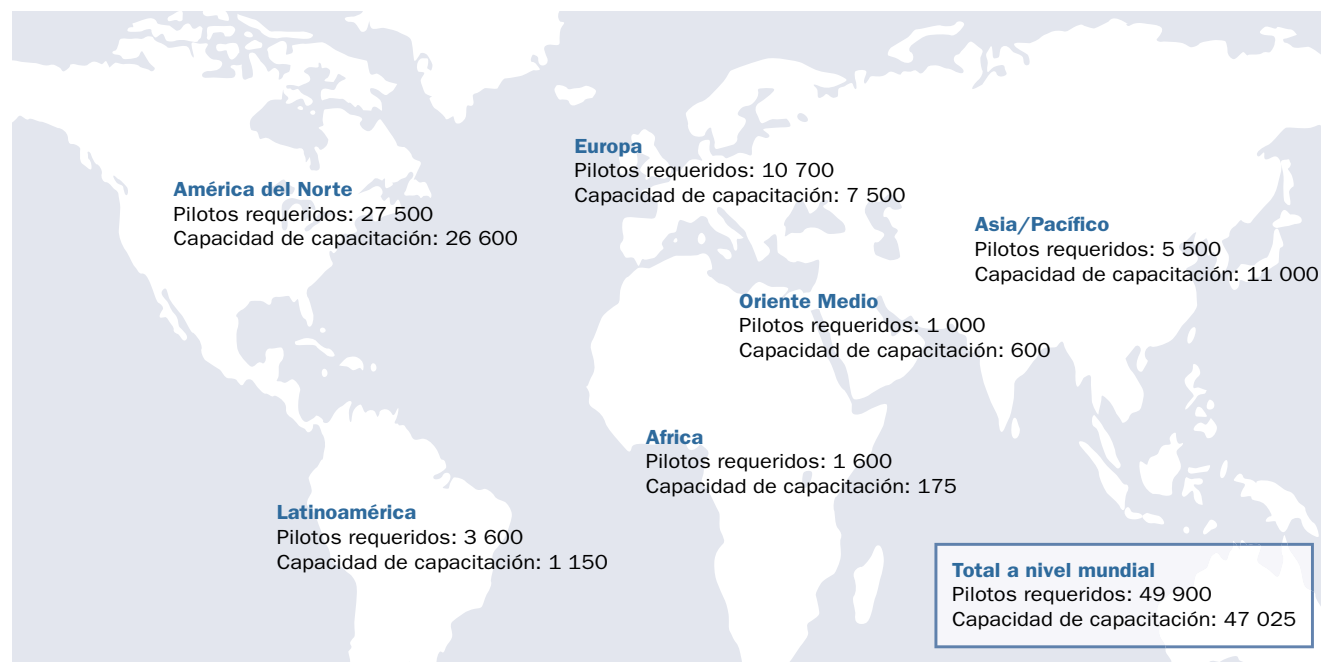 América del Norte
Pilotos requeridos: 27 500
Capacidad de capacitación: 26 600
Europa
Pilotos requeridos: 10 700
Capacidad de capacitación: 7 500
Asia/Pacífico
Pilotos requeridos: 5 500
Capacidad de capacitación: 11 000
Oriente Medio
Pilotos requeridos: 1 000
Capacidad de capacitación: 600
Africa
Pilotos requeridos: 1 600
Capacidad de capacitación: 175
Latinoamérica
Pilotos requeridos: 3 600
Capacidad de capacitación: 1 150
Total a nivel mundial
Pilotos requeridos: 49 900
Capacidad de capacitación: 47 025